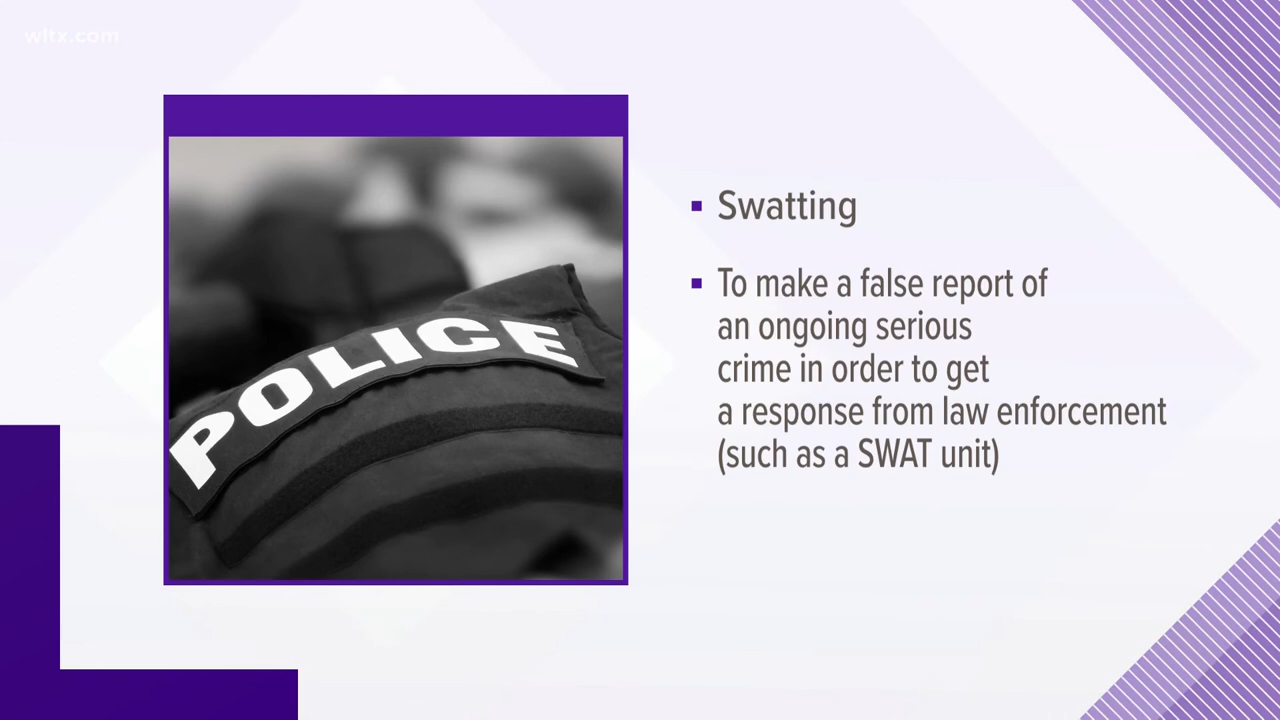 wltx.com
POLICE
Swatting
To make a false report of
an ongoing serious
crime in order to get
a response from law enforcement
(such as a SWAT unit)